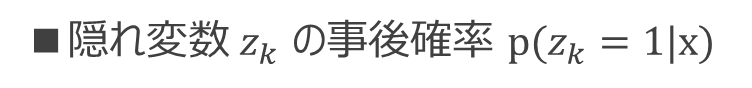 ■隠れ変数 𝑧𝑘 の事後確率 p(𝑧𝑘 = 1|x)